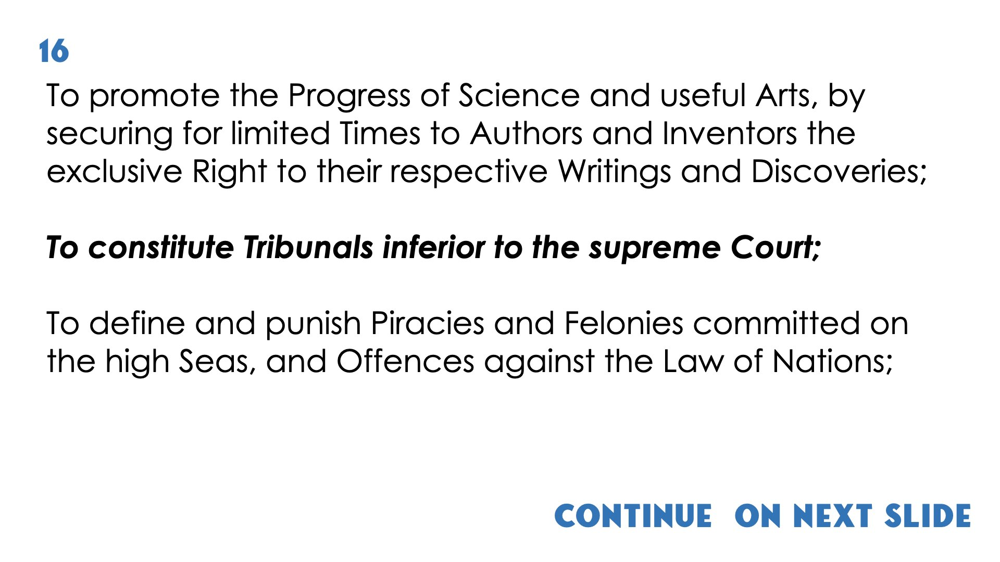 16
To promote the Progress of Science and useful Arts, by
securing for limited Times to Authors and Inventors the
exclusive Right to their respective Writings and Discoveries;
To constitute Tribunals inferior to the supreme Court;
To define and punish Piracies and Felonies committed on
the high Seas, and Offences against the Law of Nations;
CONTINUE ON NEXT SLIDE